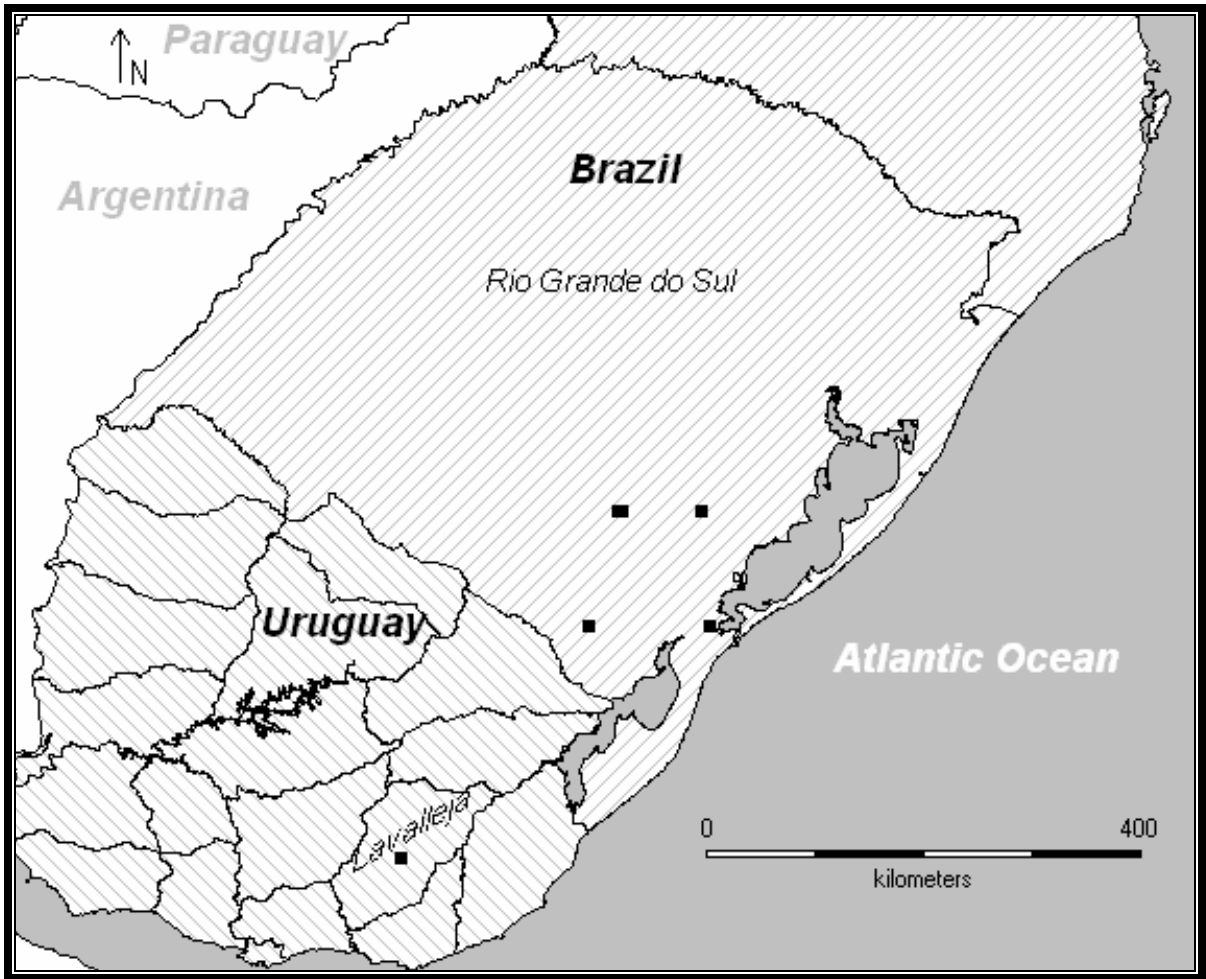 Paraguay
N
Brazil
Argentina
Rio Grande do Sul
Uruguay
Atlantic Ocean
Lavalleja
0 400
kilometers